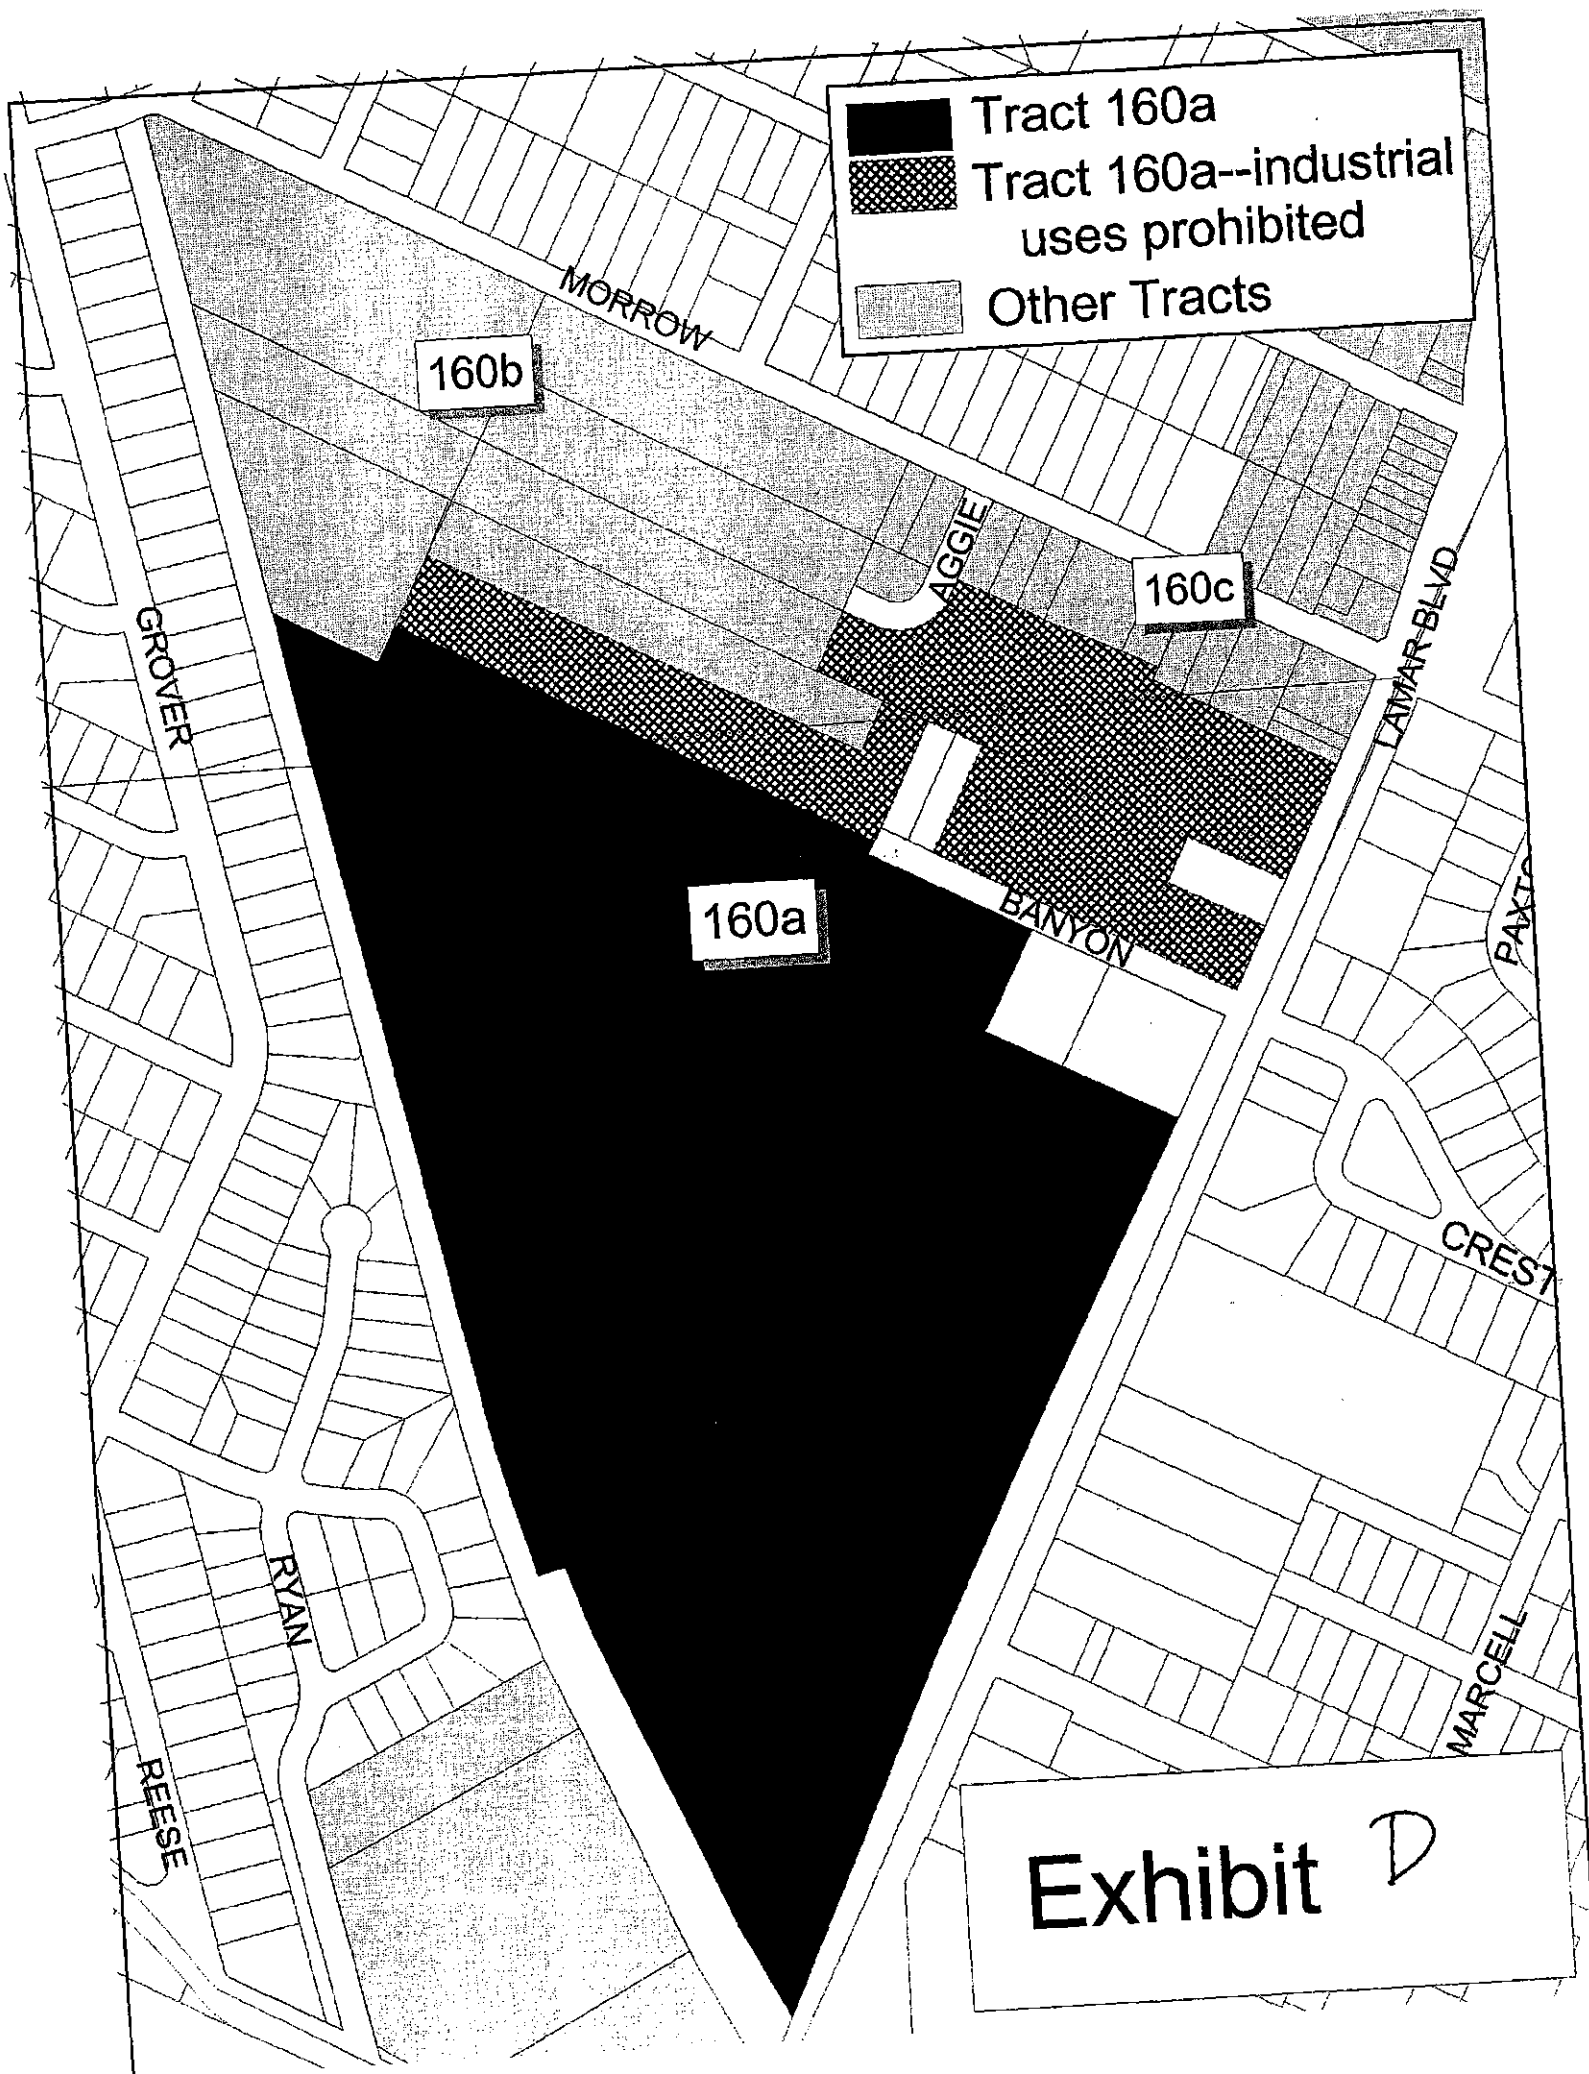 Tract 160a
Tract 160a--industrial
uses prohibited
Other Tracts
MORROW
160b
AGGIE
160c
LAMAR BLVD
GROVER
160a
BANYON
PAXTO
CREST
RYAN
MARCELL
REESE
Exhibit D